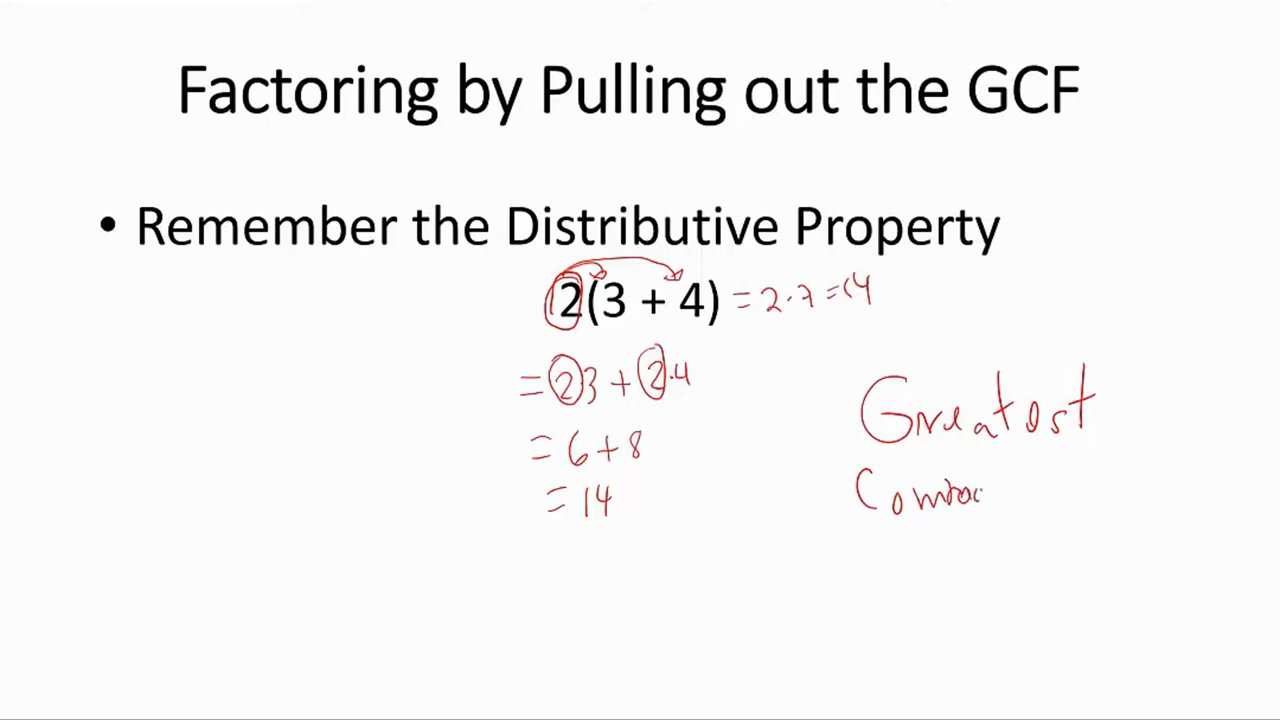 Factoring by Pulling out the GCF
• Remember the Distributive Property
2(3 + 4) = 2·7 = 14
= 2·3 + 2·4
= 6 + 8
= 14
Greatest